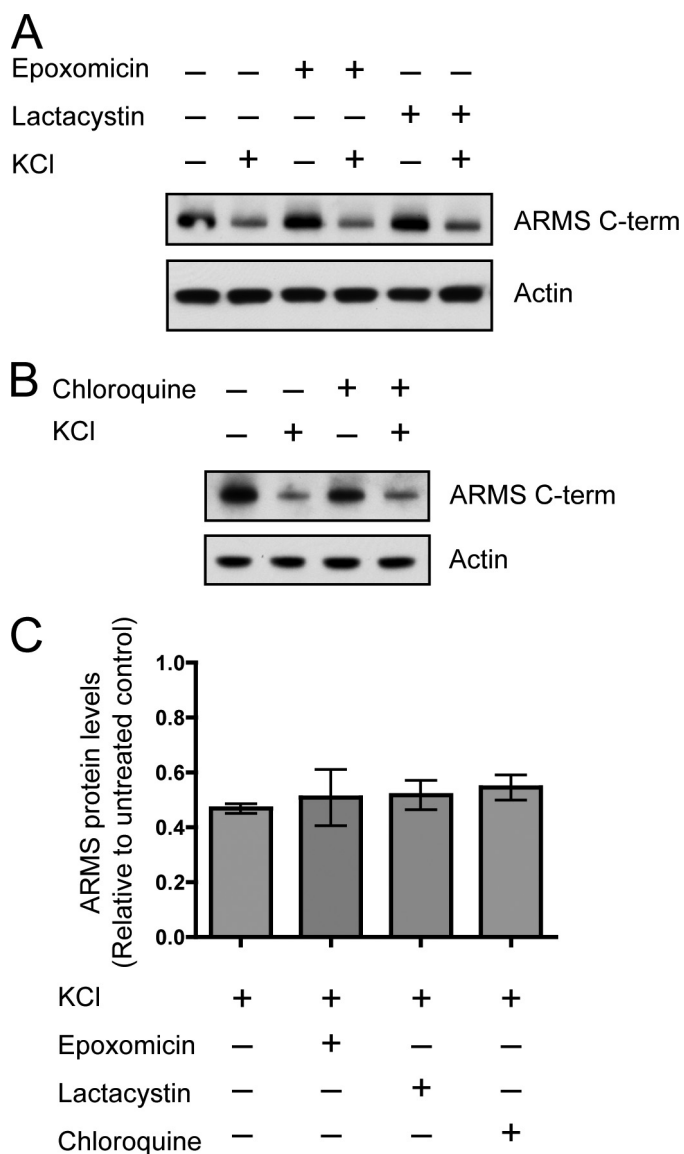 A
Epoxomicin – – + + – –
Lactacystin – – – – + +
KCl – + – + – +
ARMS C-term
Actin
B
Chloroquine – – + +
KCl – + – +
ARMS C-term
Actin
C
ARMS protein levels
(Relative to untreated control)
1.0
0.8
0.6
0.4
0.2
0.0
KCl + + + +
Epoxomicin – + – –
Lactacystin – – + –
Chloroquine – – – +